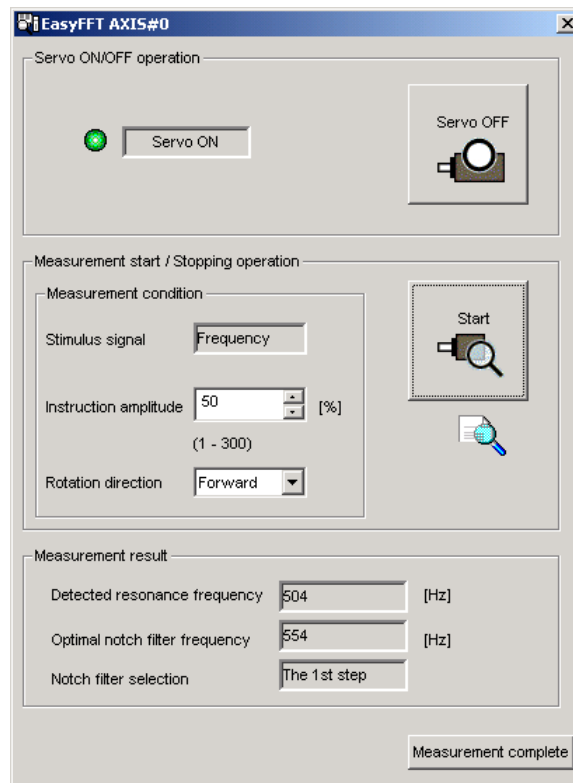 EasyFFT AXIS#0
Servo ON/OFF operation
Servo ON
Servo OFF
Measurement start / Stopping operation
Measurement condition
Stimulus signal Frequency
Start
Instruction amplitude 50 [%]
(1 - 300)
Rotation direction Forward
Measurement result
Detected resonance frequency 504 [Hz]
Optimal notch filter frequency 554 [Hz]
Notch filter selection The 1st step
Measurement complete